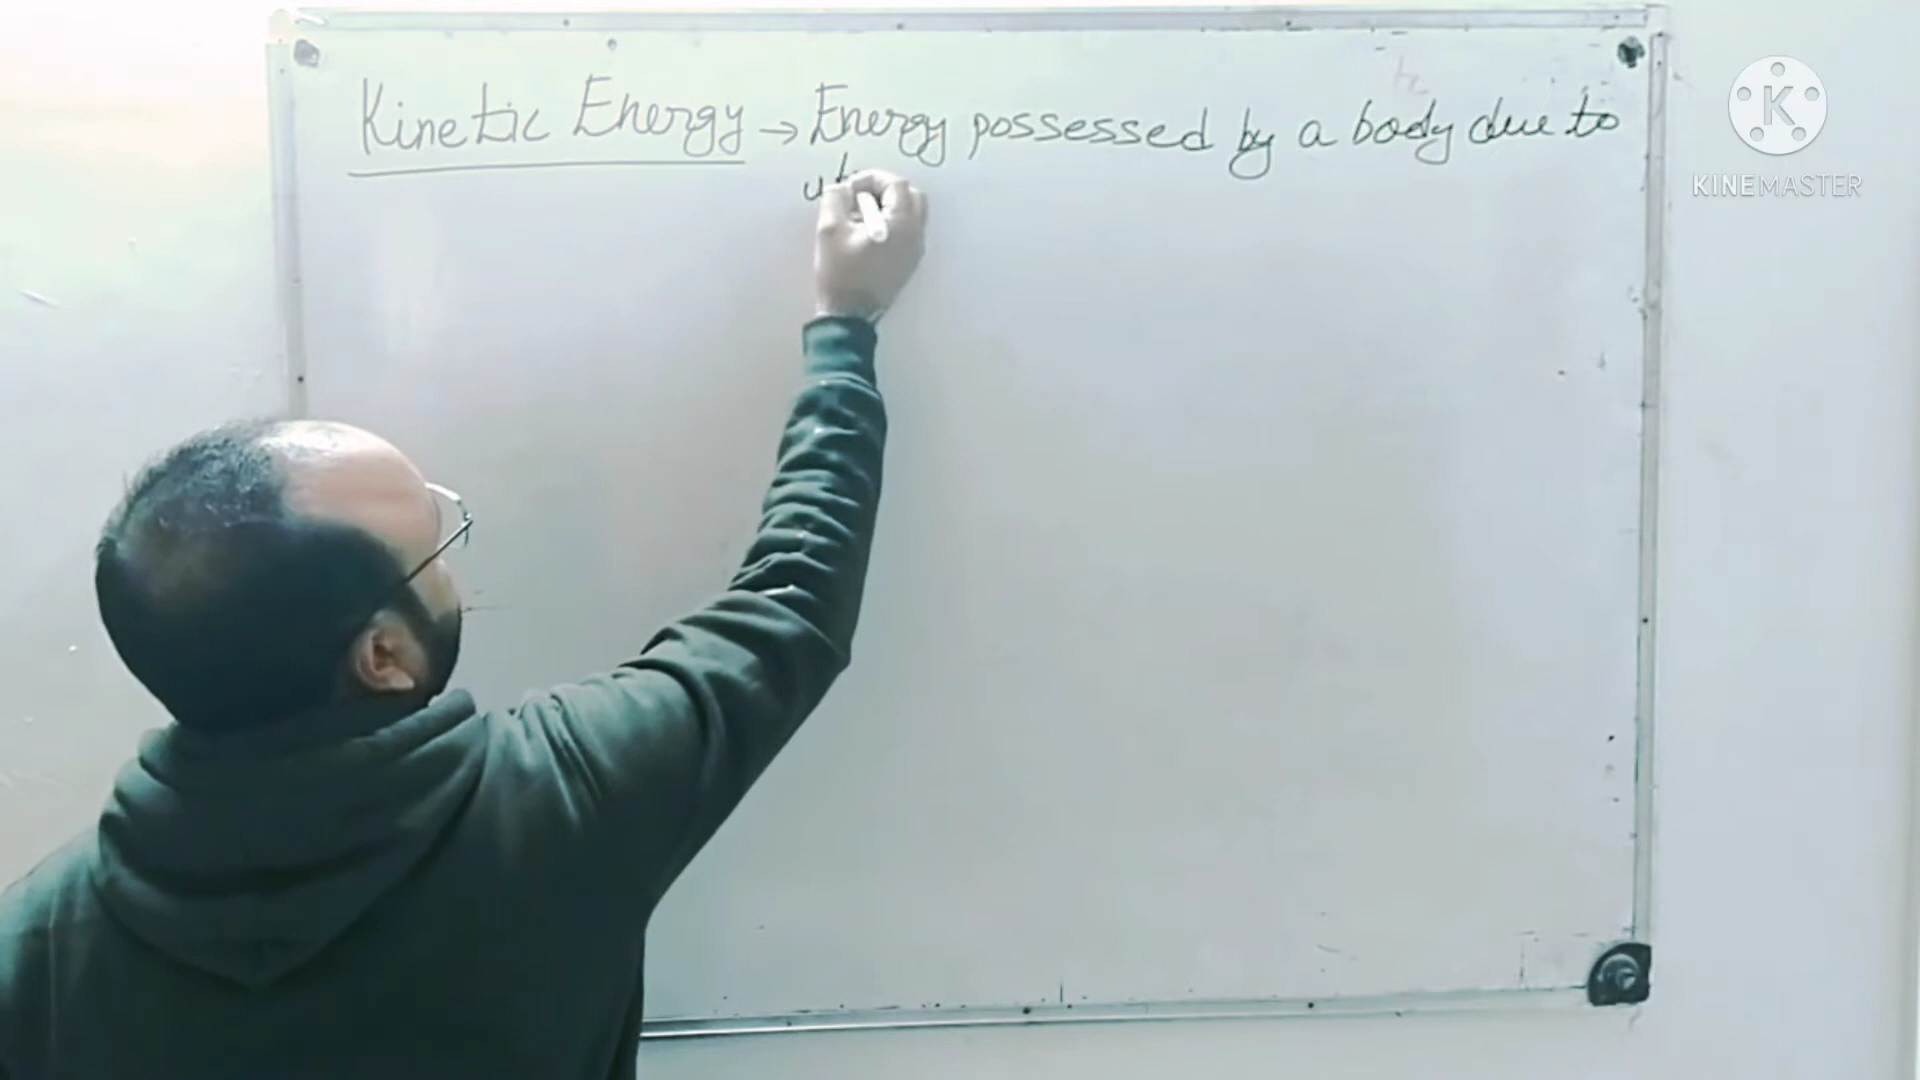 Kinetic Energy → Energy possessed by a body due to
K
KINEMASTER